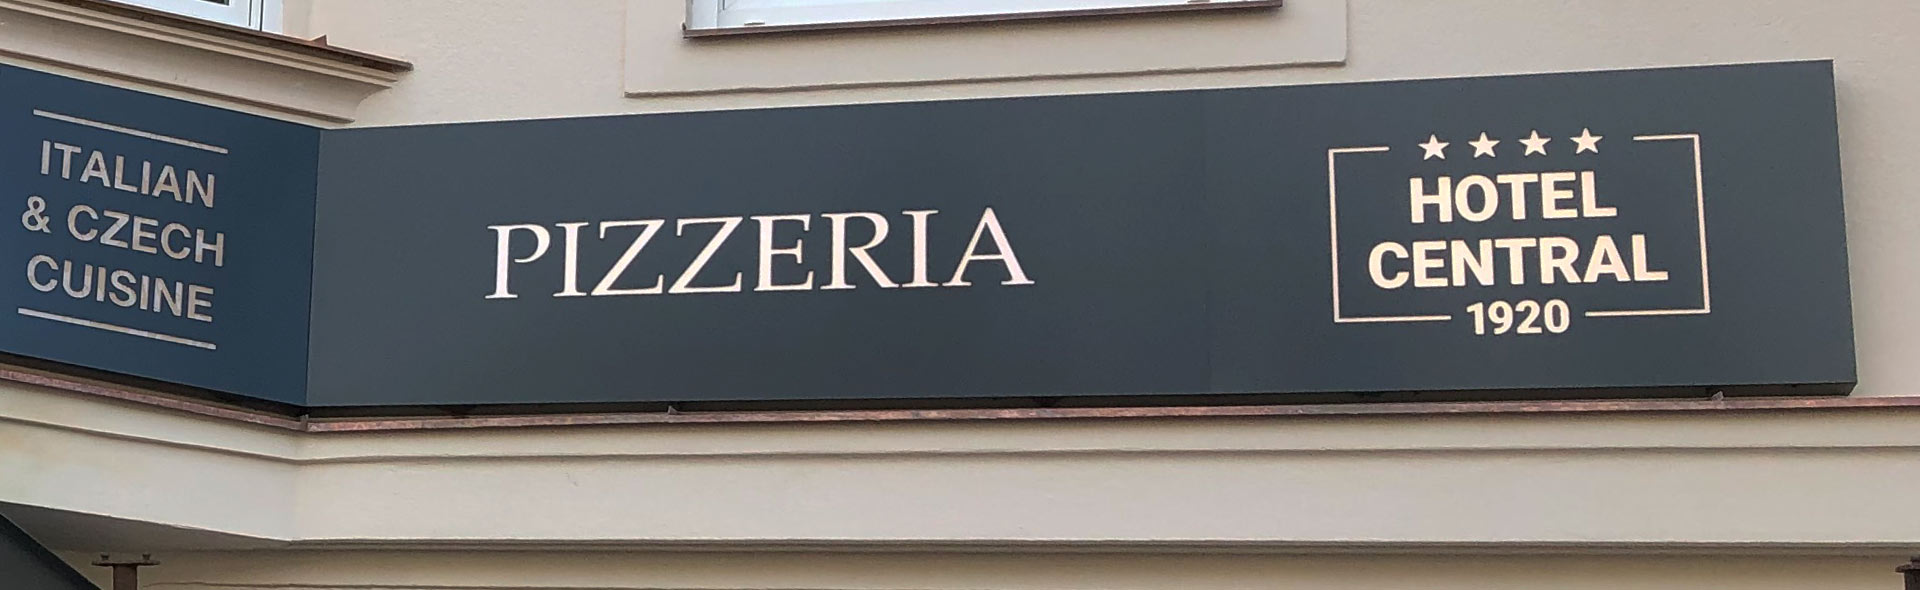 ITALIAN
& CZECH
CUISINE
PIZZERIA
HOTEL
CENTRAL
1920